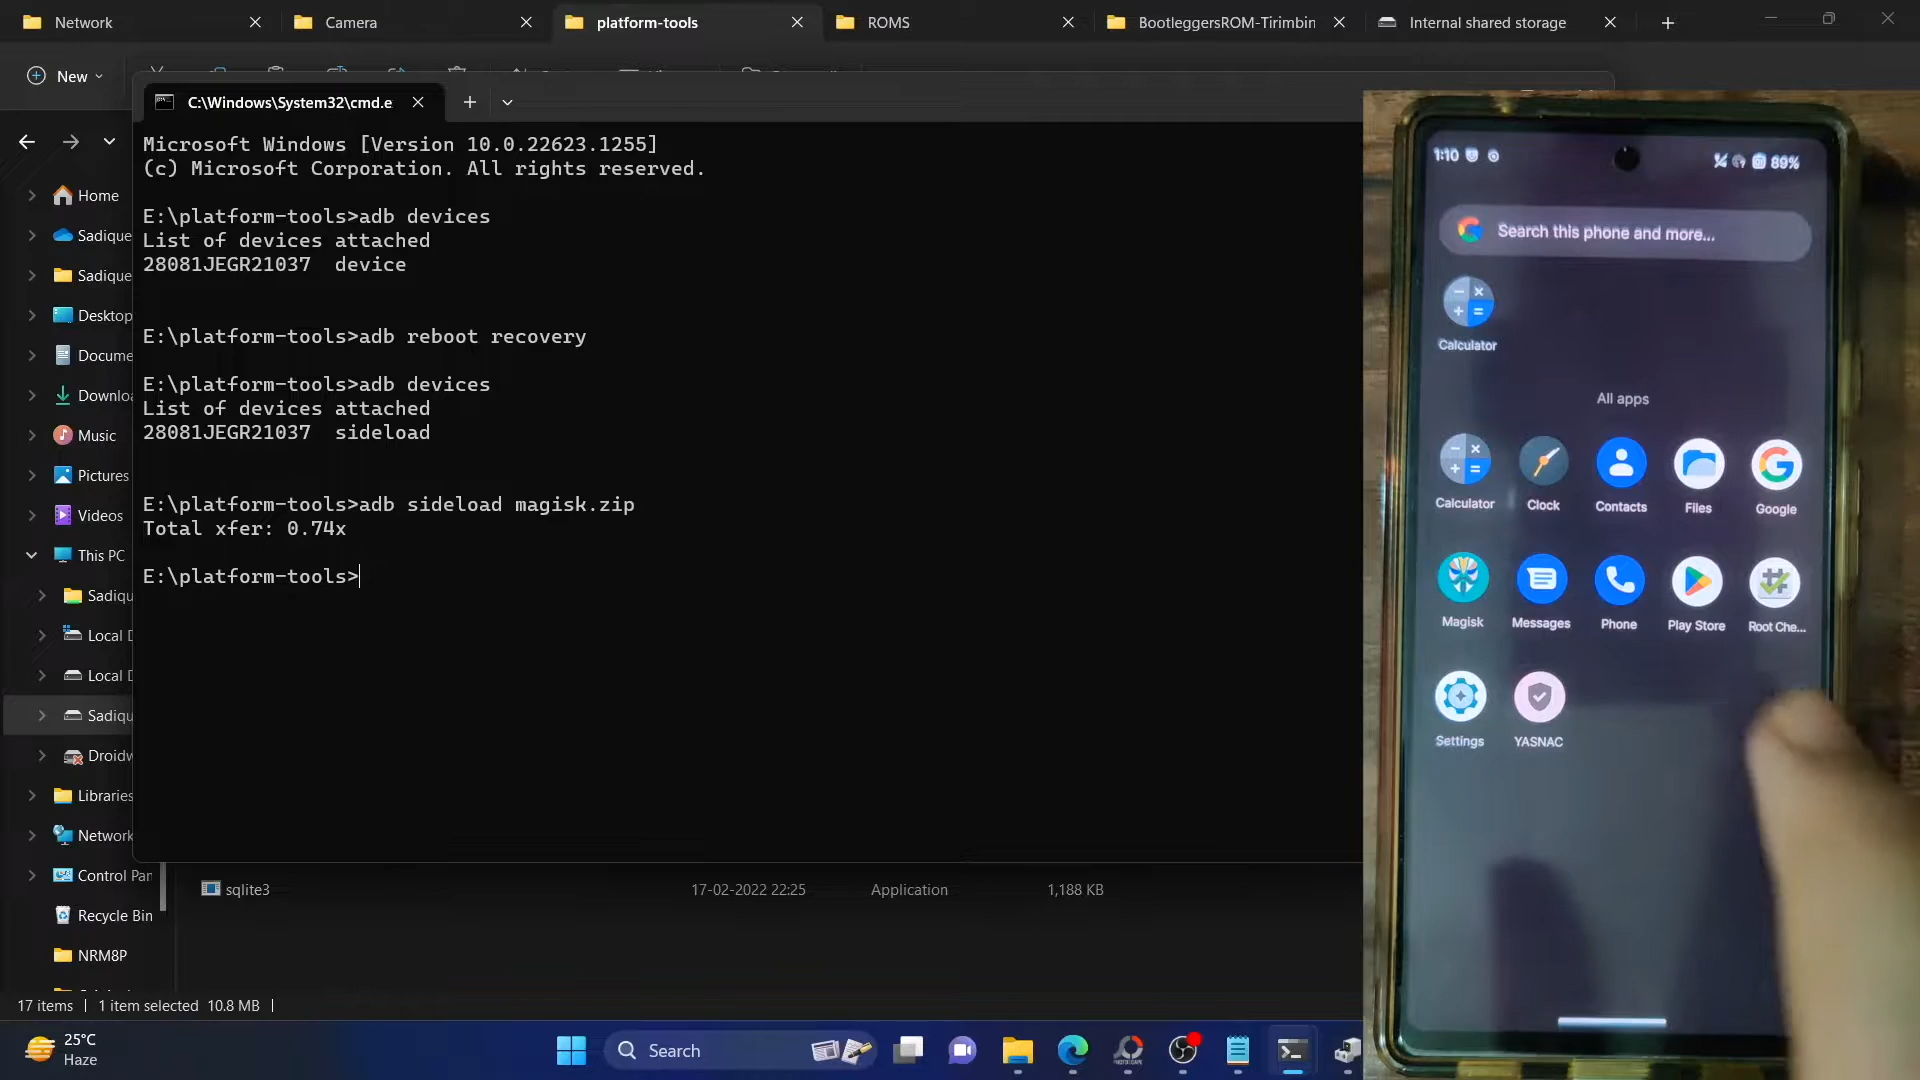 Network
Camera
platform-tools
ROMS
BootleggersROM-Tirimbin
Internal shared storage
New
C:\Windows\System32\cmd.e
Microsoft Windows [Version 10.0.22623.1255]
(c) Microsoft Corporation. All rights reserved.
E:\platform-tools>adb devices
List of devices attached
28081JEGR21037 device
E:\platform-tools>adb reboot recovery
E:\platform-tools>adb devices
List of devices attached
28081JEGR21037 sideload
E:\platform-tools>adb sideload magisk.zip
Total xfer: 0.74x
E:\platform-tools>
Home
Sadique
Sadique
Desktop
Docume
Downloa
Music
Pictures
Videos
This PC
Sadiqu
Local D
Local D
Sadiqu
Droidw
Libraries
Network
Control Pan
Recycle Bin
NRM8P
sqlite3 17-02-2022 22:25 Application 1,188 KB
17 items 1 item selected 10.8 MB
25°C
Haze
Search
1:10 89%
Search this phone and more...
Calculator
All apps
Calculator Clock Contacts Files Google
Magisk Messages Phone Play Store Root Che...
Settings YASNAC